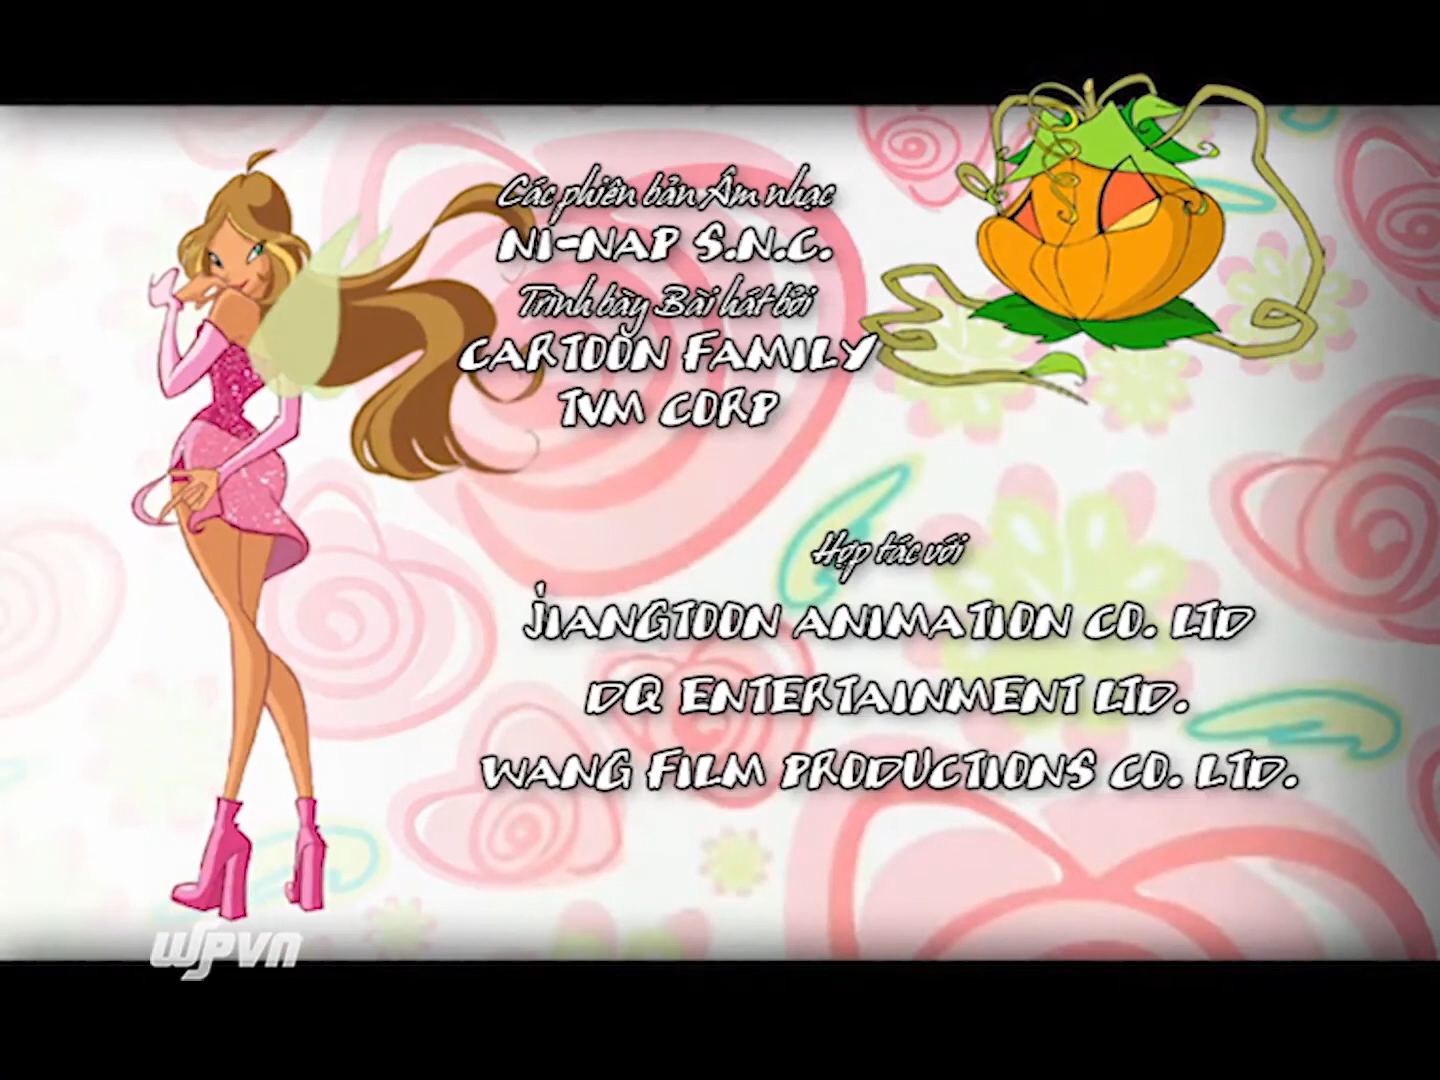 Các phiên bản Âm nhạc
NI-NAP S.N.C.
Trình bày Bài hát bởi
CARTOON FAMILY
TVM CORP
Hợp tác với
JIANGTOON ANIMATION CO. LTD
DQ ENTERTAINMENT LTD.
WANG FILM PRODUCTIONS CO. LTD.
WSPVN